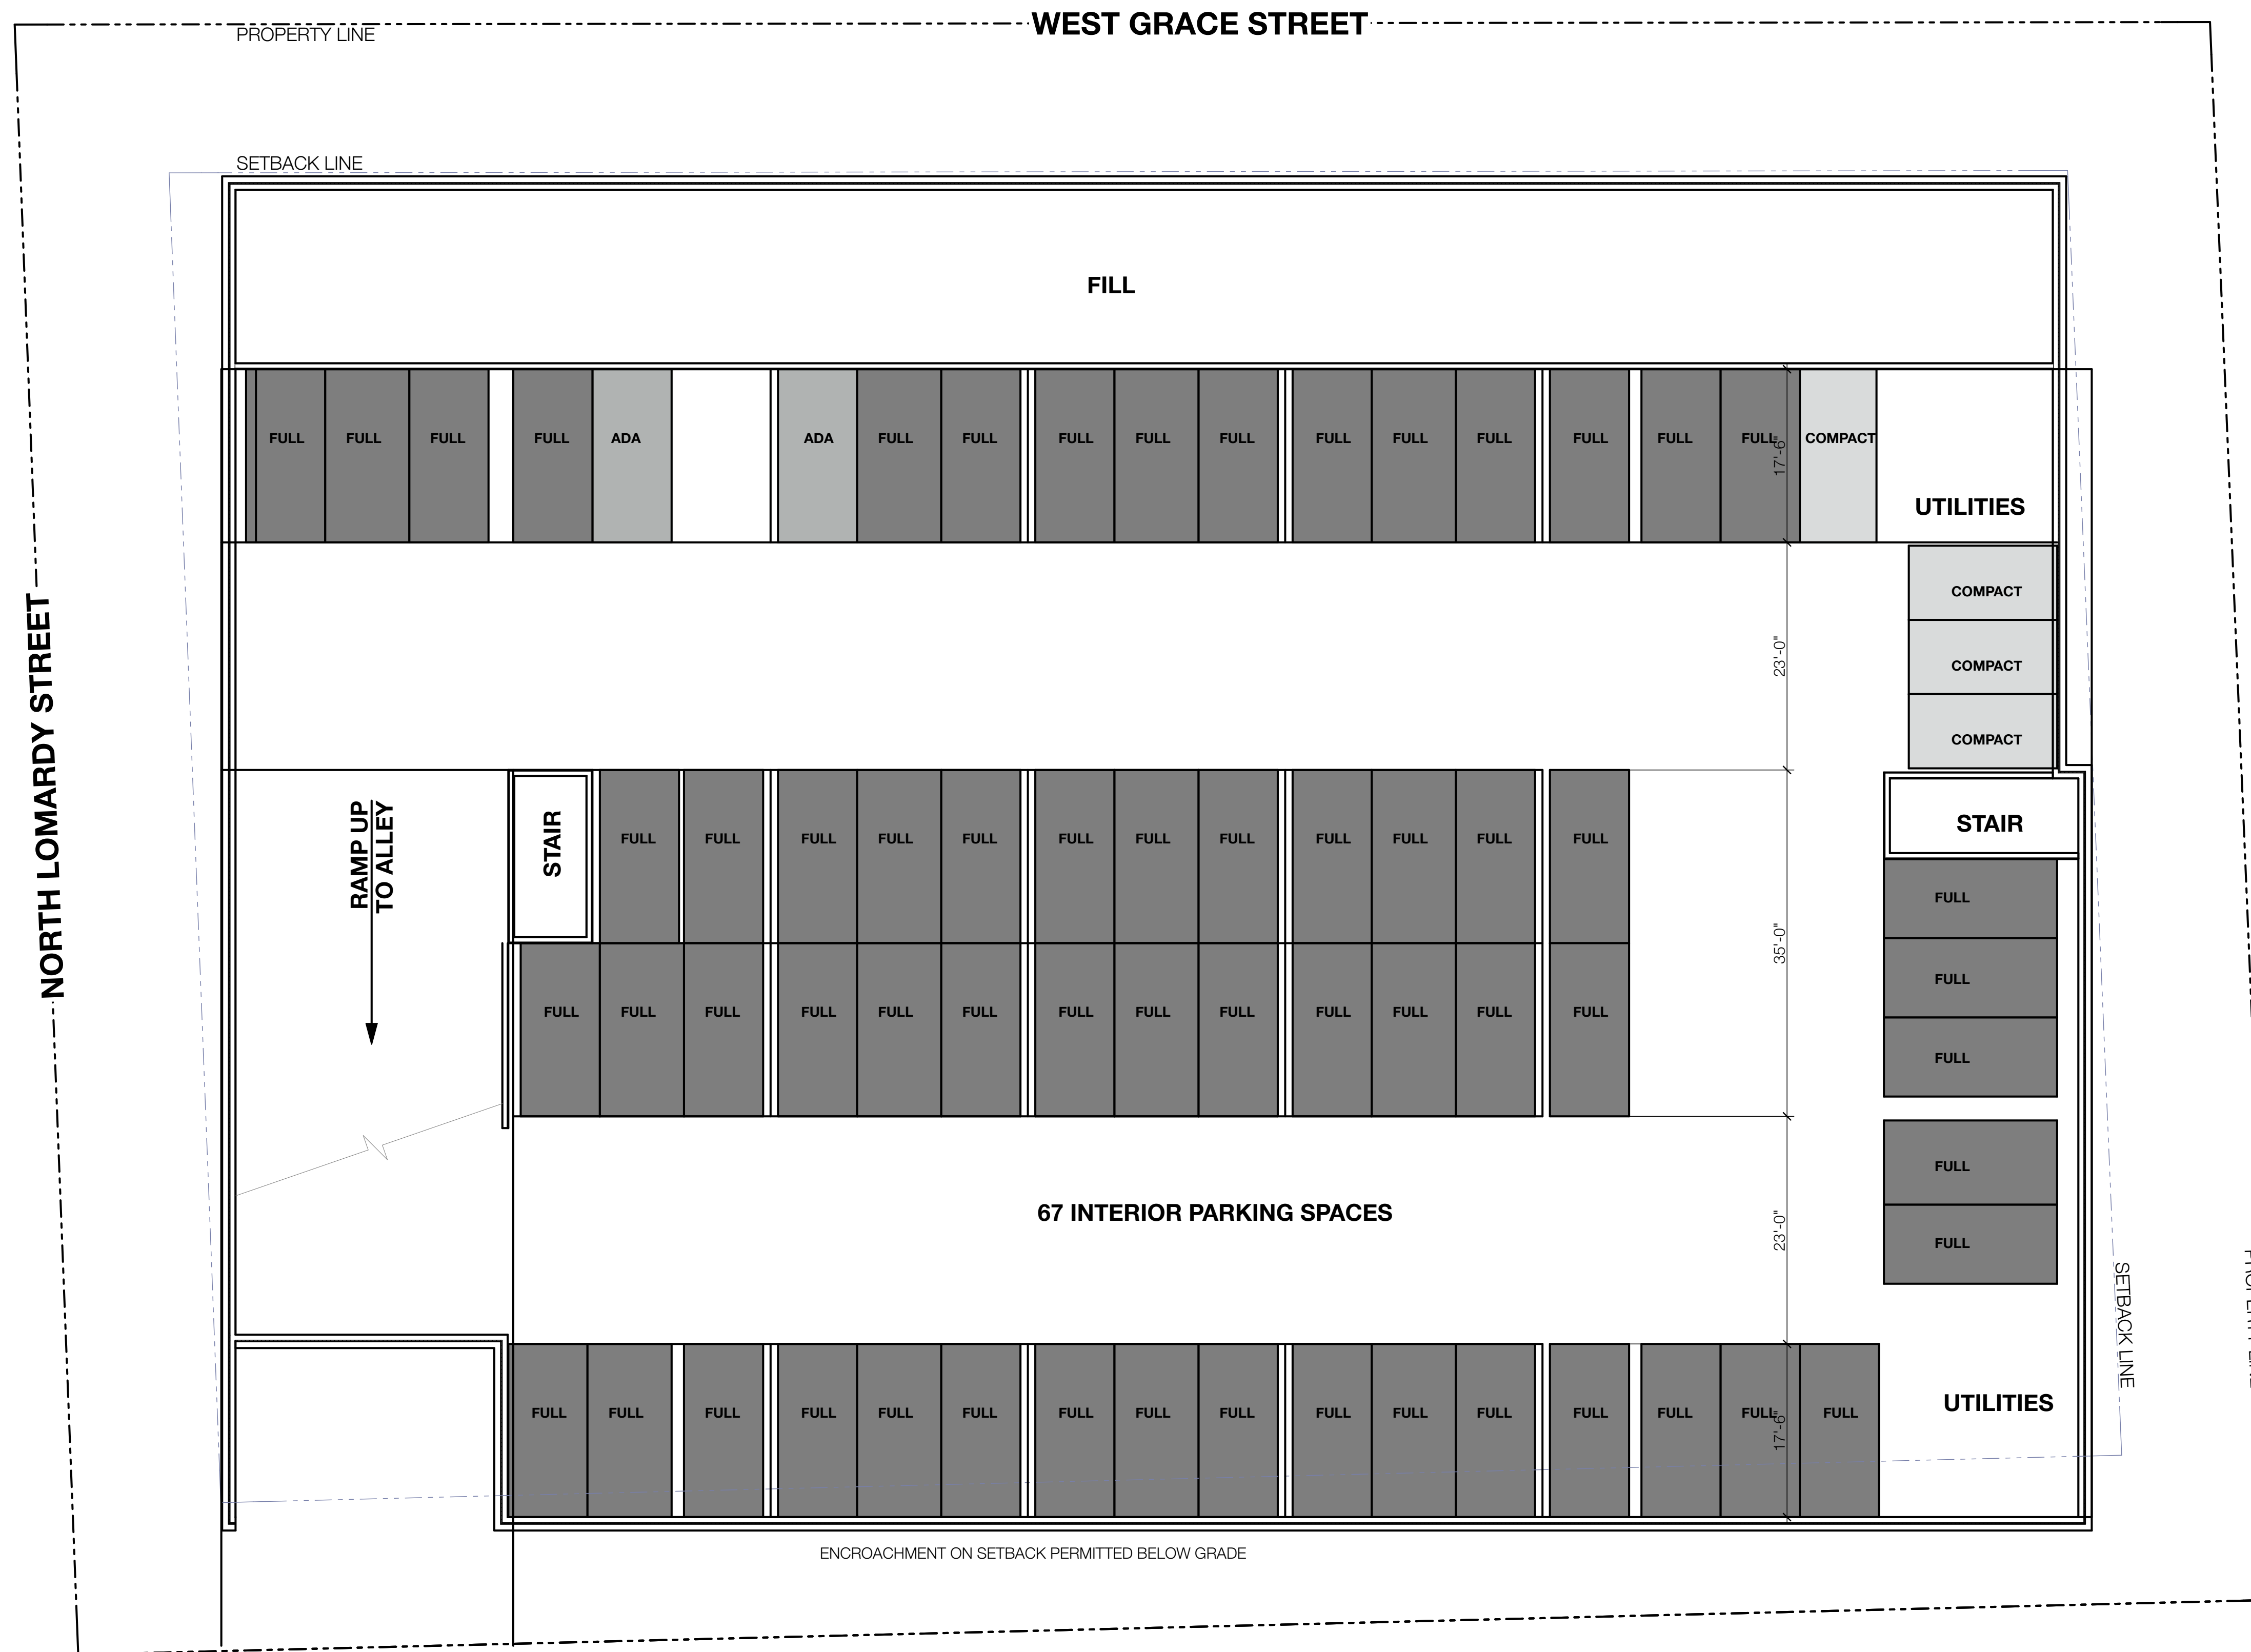 WEST GRACE STREET
PROPERTY LINE
SETBACK LINE
FILL
FULL FULL FULL FULL ADA ADA FULL FULL FULL FULL FULL FULL FULL FULL FULL FULL FULL COMPACT
17'-6"
UTILITIES
COMPACT
COMPACT
COMPACT
23'-0"
NORTH LOMARDY STREET
RAMP UP
TO ALLEY
STAIR
FULL FULL FULL FULL FULL FULL FULL FULL FULL FULL FULL FULL
STAIR
FULL
FULL
FULL
35'-0"
FULL FULL FULL FULL FULL FULL FULL FULL FULL FULL FULL FULL FULL
FULL
FULL
67 INTERIOR PARKING SPACES
23'-0"
SETBACK LINE
FULL FULL FULL FULL FULL FULL FULL FULL FULL FULL FULL FULL FULL FULL FULL FULL
17'-6"
UTILITIES
ENCROACHMENT ON SETBACK PERMITTED BELOW GRADE